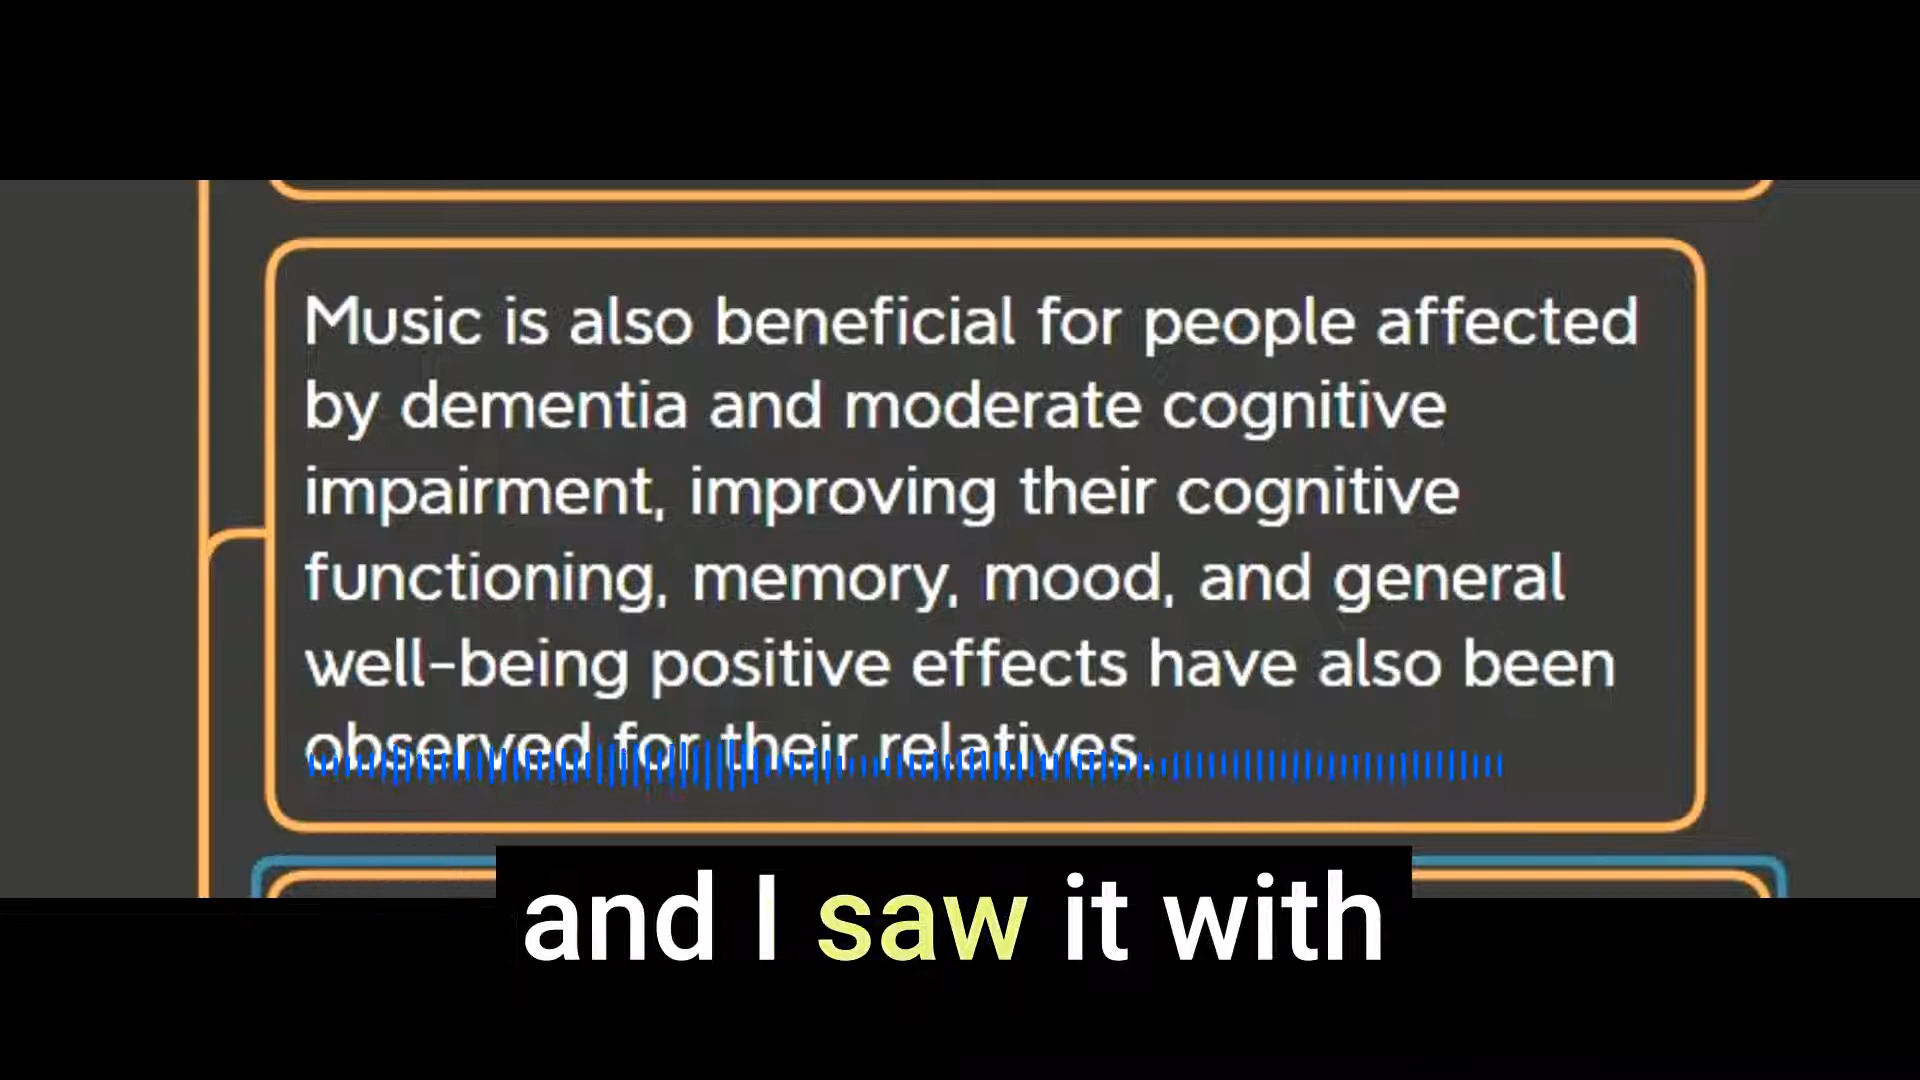 Music is also beneficial for people affected
by dementia and moderate cognitive
impairment, improving their cognitive
functioning, memory, mood, and general
well-being positive effects have also been
observed for their relatives.
and I saw it with